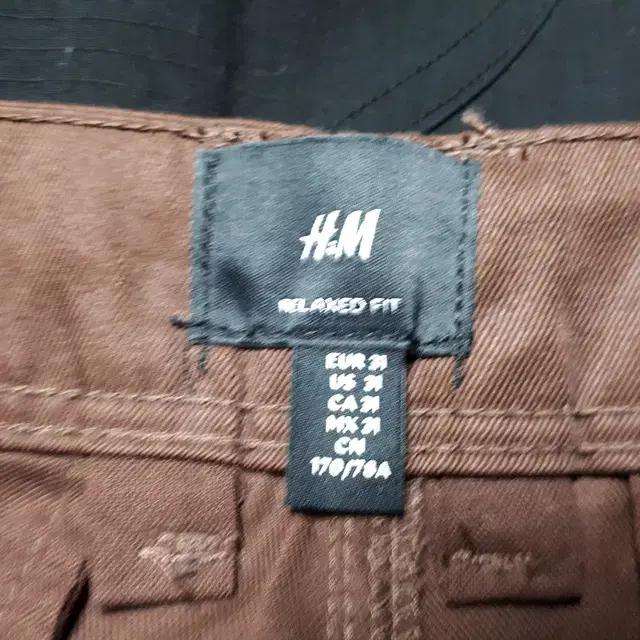 H&M
RELAXED FIT
EUR 31
US 31
CA 31
MX 31
CN
170/78A